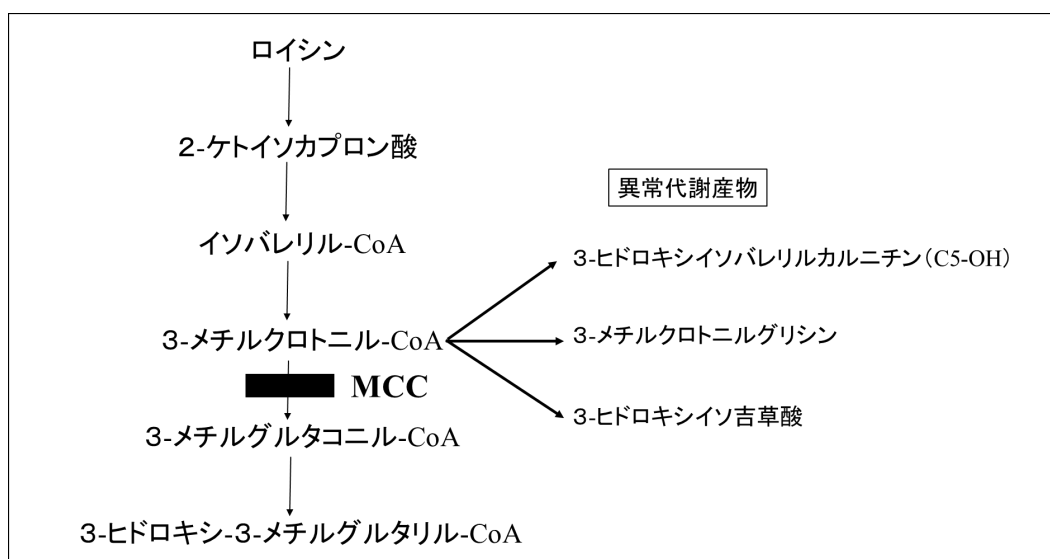 ロイシン
２-ケトイソカプロン酸
異常代謝産物
イソバレリル-CoA
３-ヒドロキシイソバレリルカルニチン（C5-OH）
３-メチルクロトニル-CoA
３-メチルクロトニルグリシン
MCC
３-ヒドロキシイソ吉草酸
３-メチルグルタコニル-CoA
３-ヒドロキシ-３-メチルグルタリル-CoA